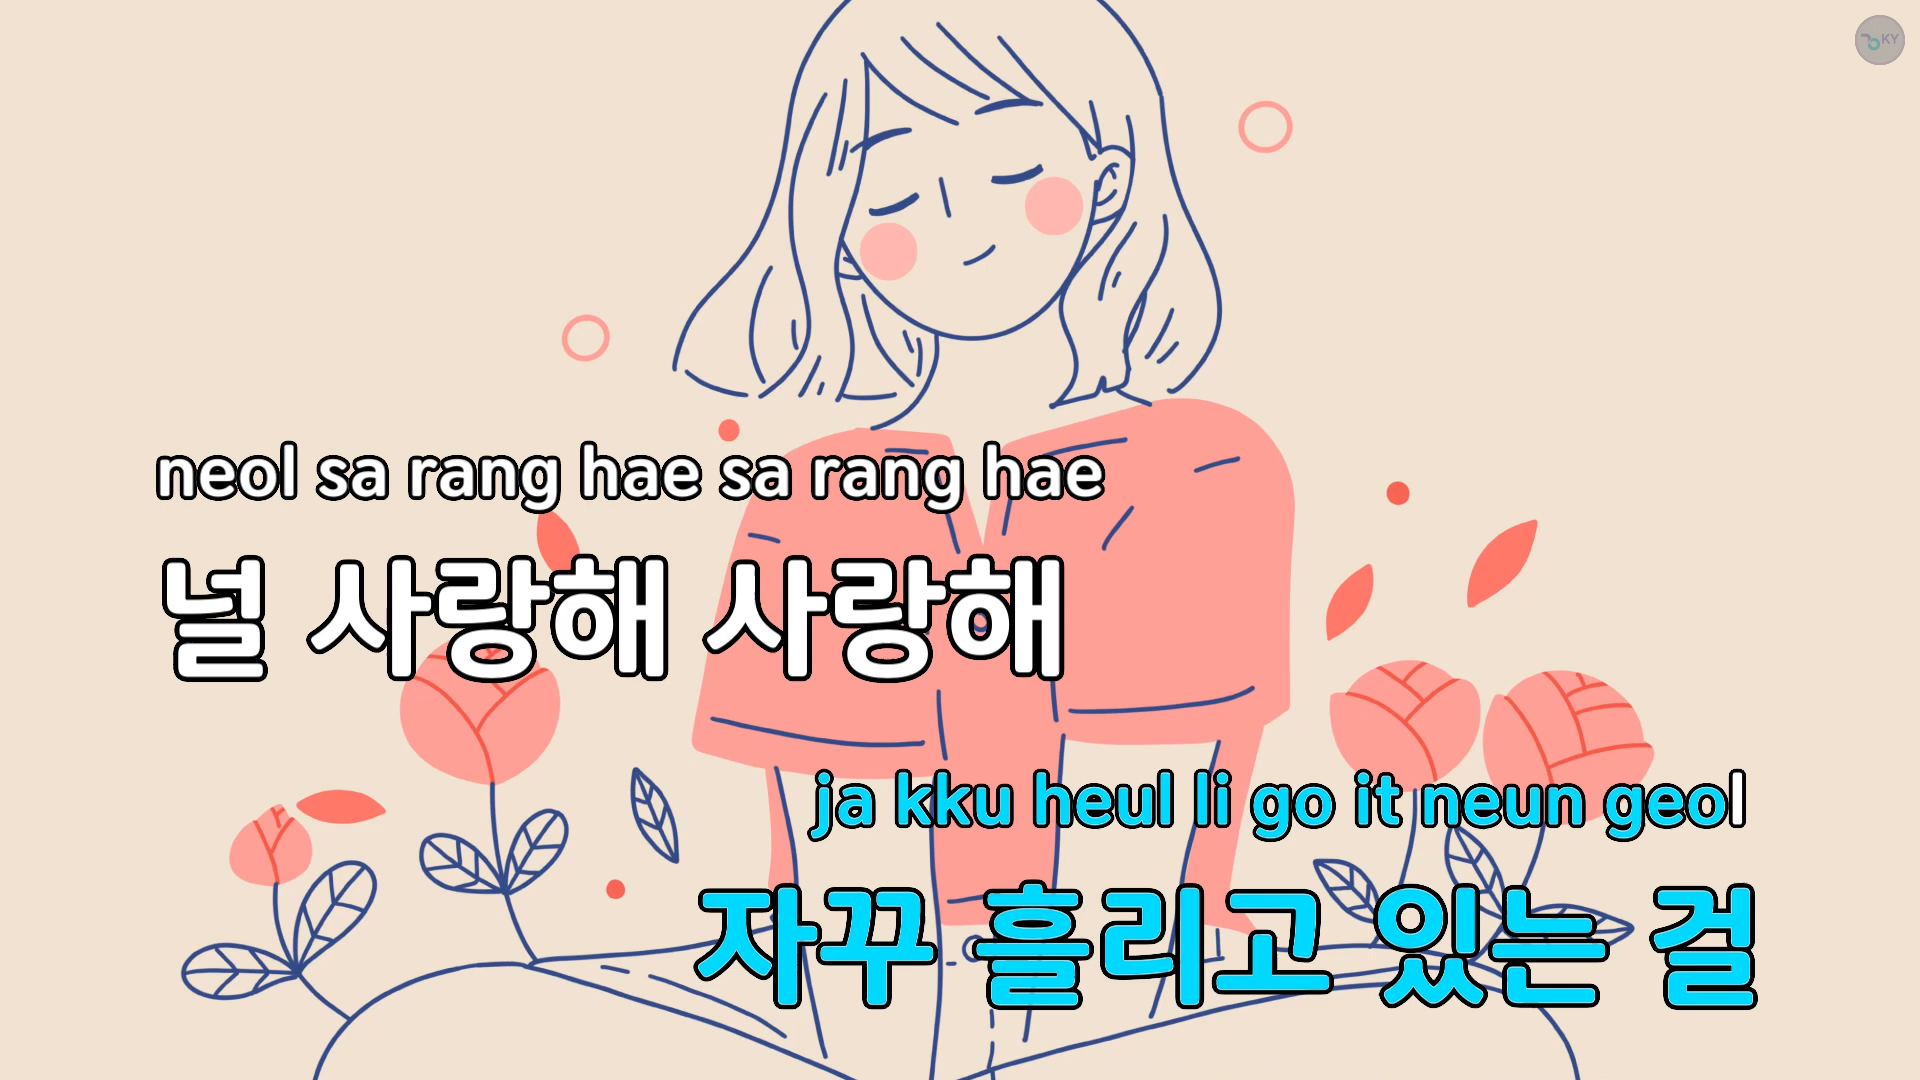 KY
neol sa rang hae sa rang hae
널 사랑해 사랑해
ja kku heul li go it neun geol
자꾸 흘리고 있는 걸